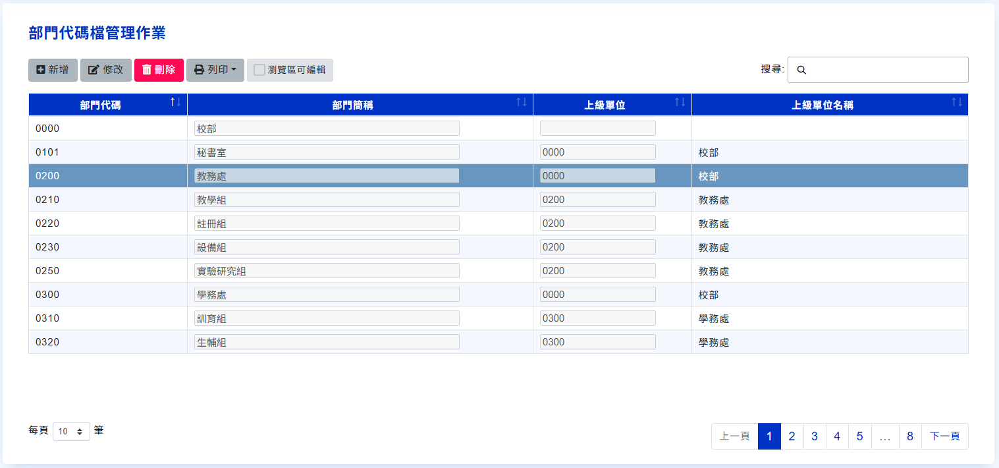 部門代碼檔管理作業
新增 修改 刪除 列印 瀏覽區可編輯 搜尋:
部門代碼 部門簡稱 上級單位 上級單位名稱
0000 校部
0101 秘書室 0000 校部
0200 教務處 0000 校部
0210 教學組 0200 教務處
0220 註冊組 0200 教務處
0230 設備組 0200 教務處
0250 實驗研究組 0200 教務處
0300 學務處 0000 校部
0310 訓育組 0300 學務處
0320 生輔組 0300 學務處
每頁 10 筆 上一頁 1 2 3 4 5 … 8 下一頁